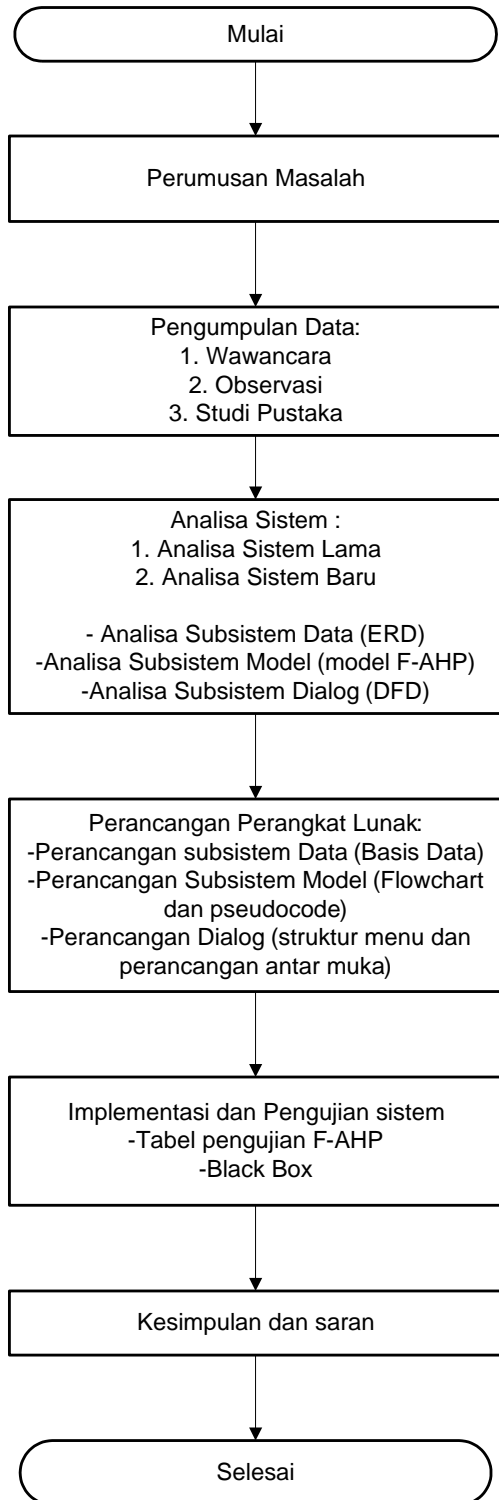 Mulai
Perumusan Masalah
Pengumpulan Data:
1. Wawancara
2. Observasi
3. Studi Pustaka
Analisa Sistem :
1. Analisa Sistem Lama
2. Analisa Sistem Baru
- Analisa Subsistem Data (ERD)
-Analisa Subsistem Model (model F-AHP)
-Analisa Subsistem Dialog (DFD)
Perancangan Perangkat Lunak:
-Perancangan subsistem Data (Basis Data)
-Perancangan Subsistem Model (Flowchart
dan pseudocode)
-Perancangan Dialog (struktur menu dan
perancangan antar muka)
Implementasi dan Pengujian sistem
-Tabel pengujian F-AHP
-Black Box
Kesimpulan dan saran
Selesai